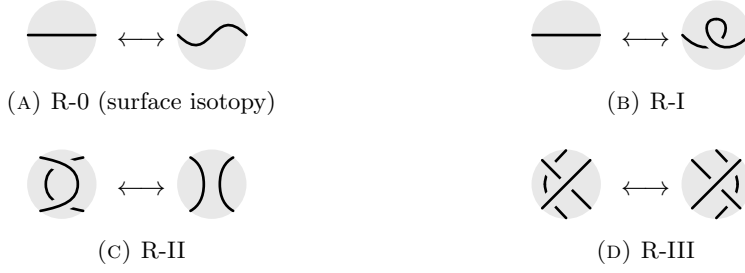 (A) R-0 (surface isotopy)
(B) R-I
(C) R-II
(D) R-III